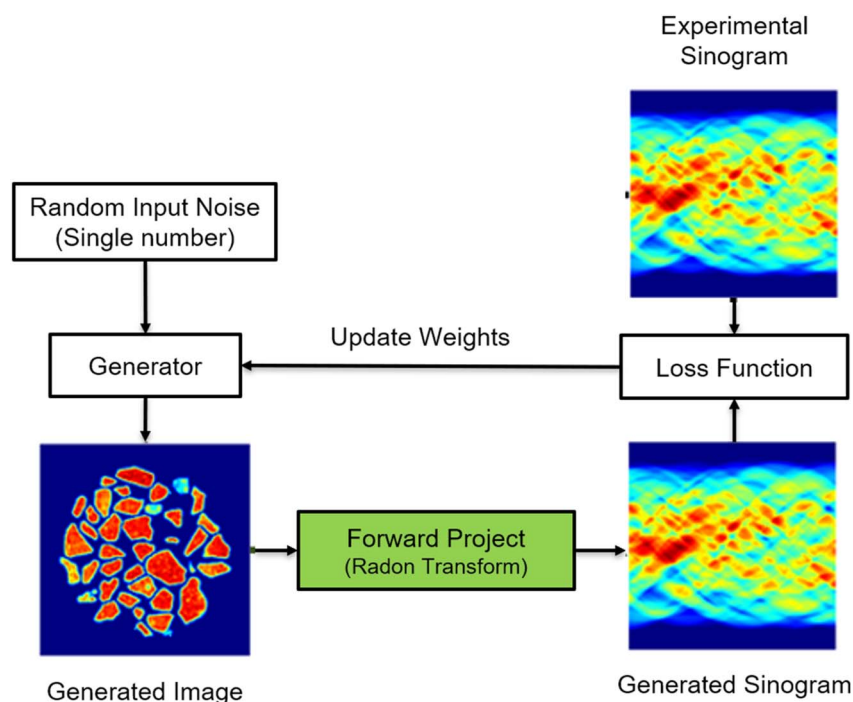 Experimental
Sinogram
Random Input Noise
(Single number)
Update Weights
Generator
Loss Function
Forward Project
(Radon Transform)
Generated Image
Generated Sinogram